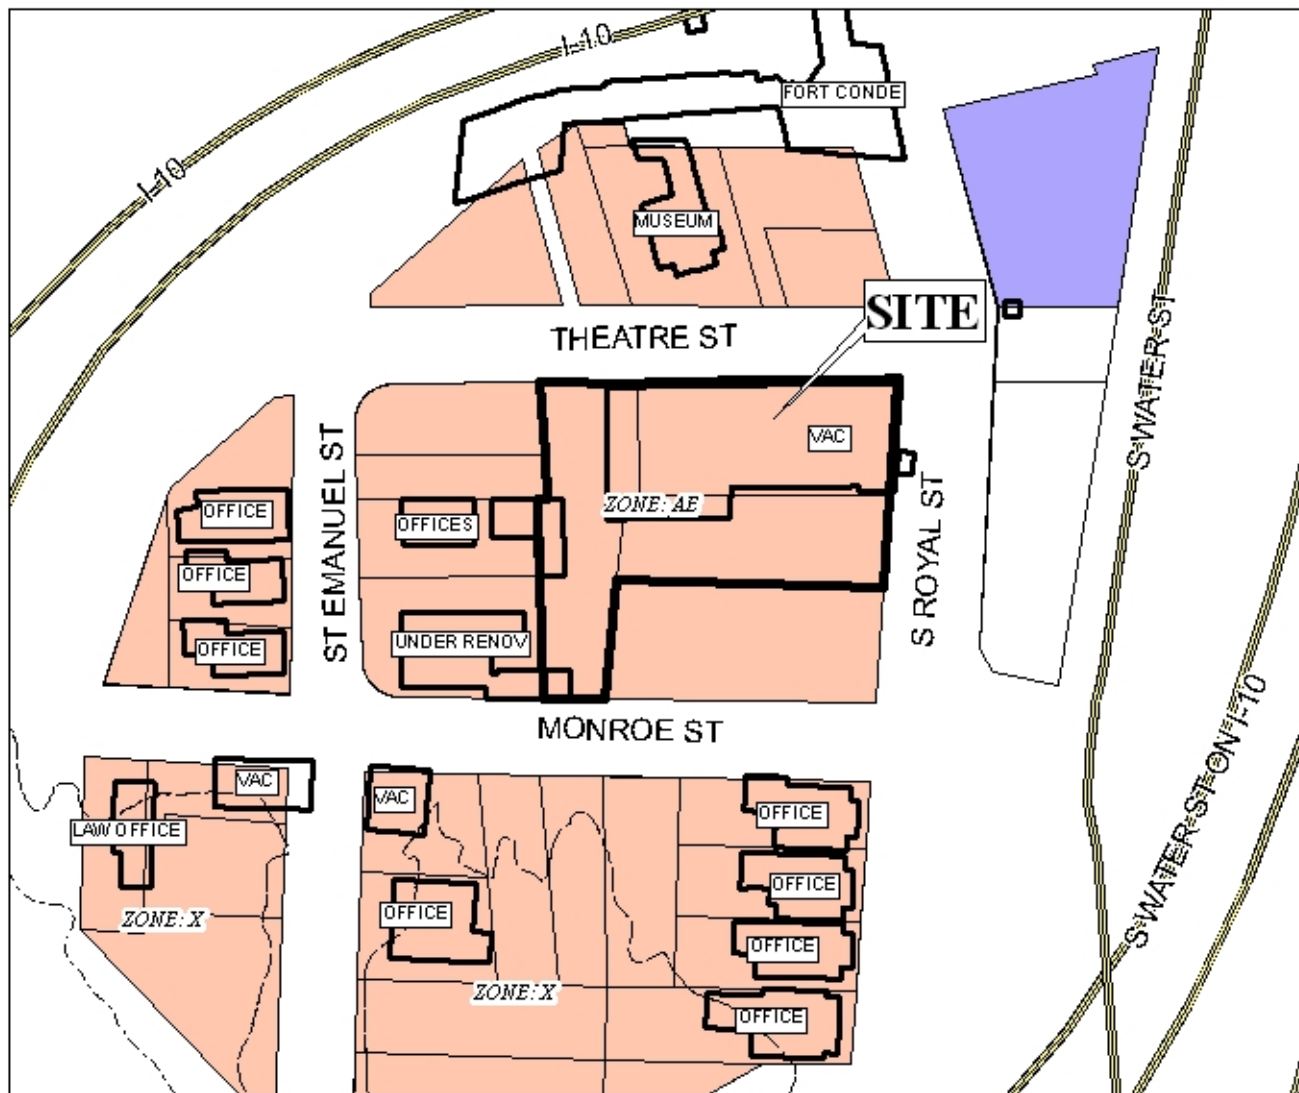 I-10
I-10
FORT CONDE
MUSEUM
SITE
THEATRE ST
S WATER ST
VAC
ST EMANUEL ST
OFFICE
OFFICES
ZONE: AE
S ROYAL ST
OFFICE
OFFICE
UNDER RENOV
MONROE ST
S WATER ST ON I-10
VAC
VAC
LAW OFFICE
OFFICE
OFFICE
OFFICE
ZONE: X
OFFICE
ZONE: X
OFFICE